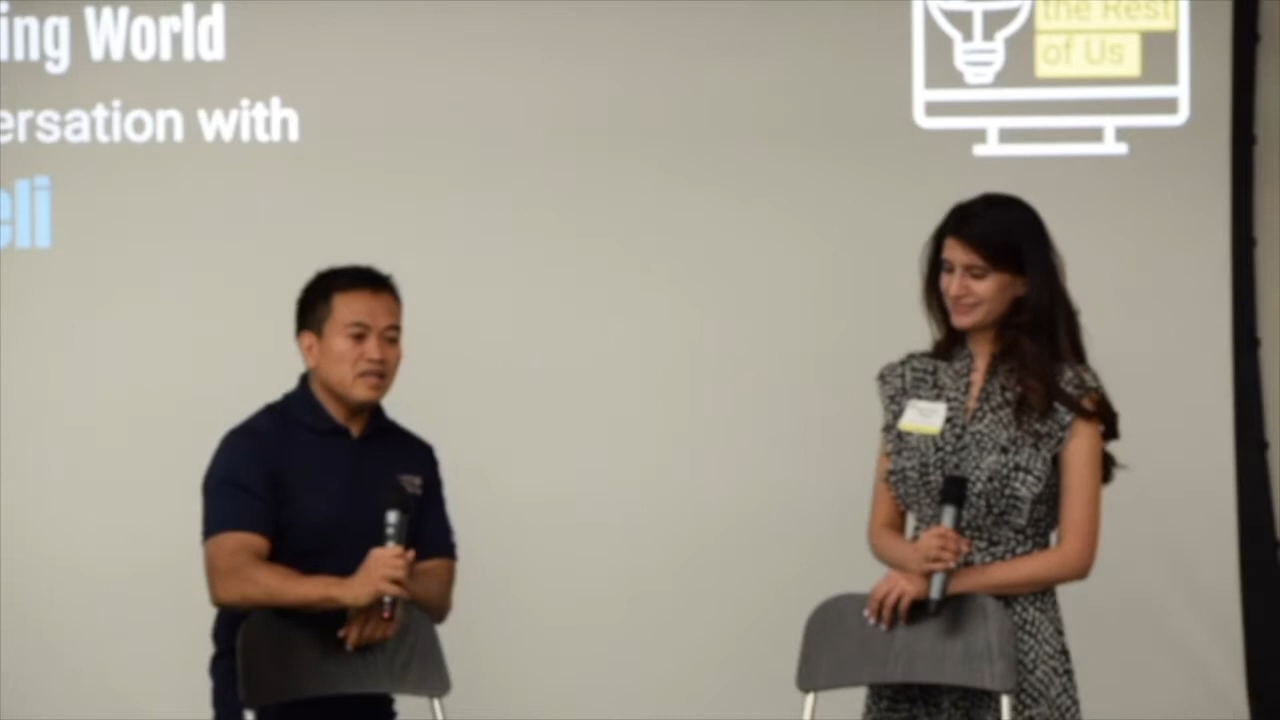 ing World
ersation with
eli
the Rest
of Us